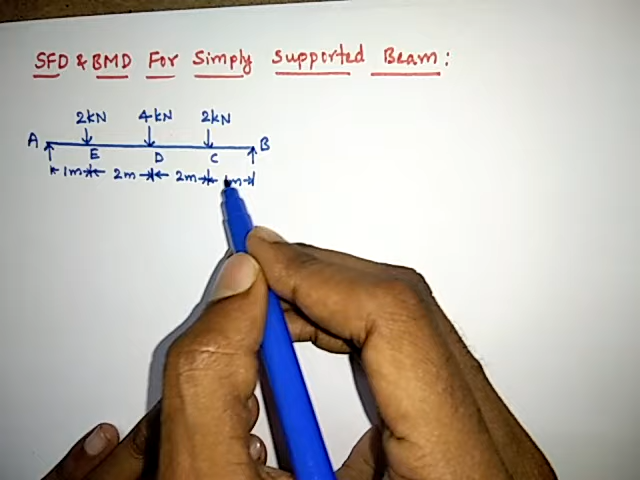 SFD & BMD For Simply Supported Beam :
2kN 4kN 2kN
A B
E D C
1m 2m 2m m